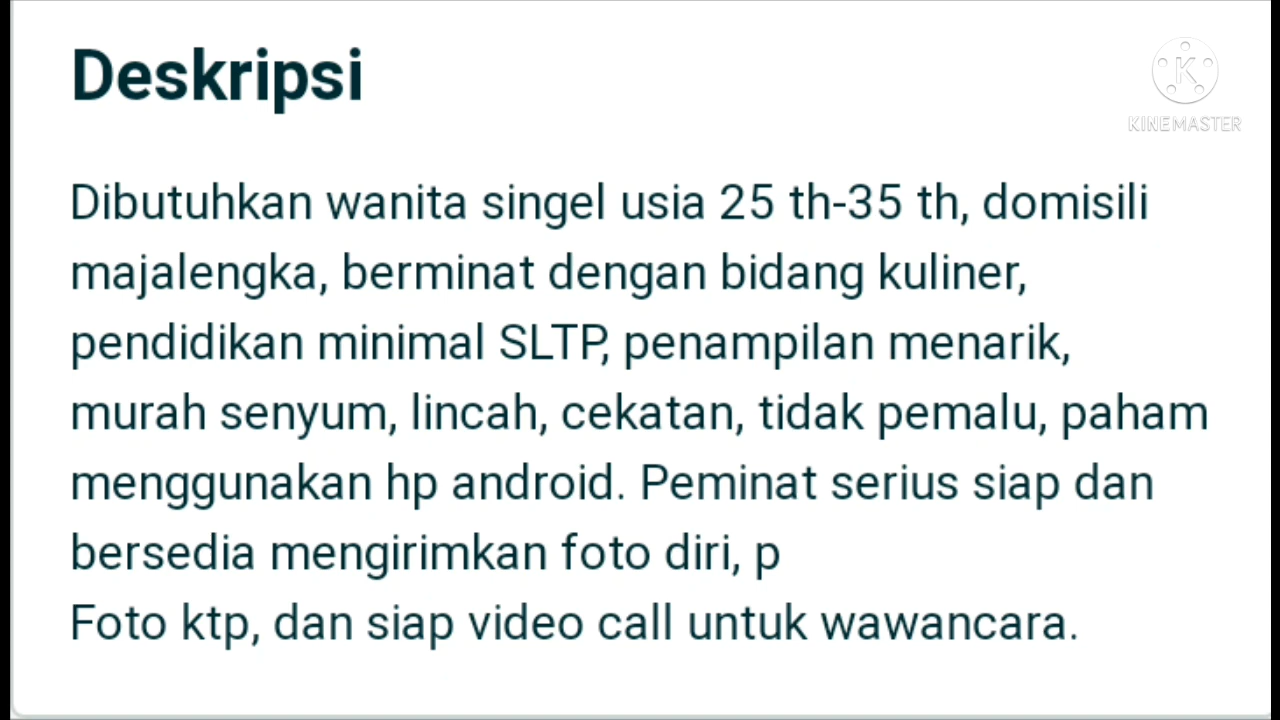 Deskripsi
KINEMASTER
Dibutuhkan wanita singel usia 25 th-35 th, domisili
majalengka, berminat dengan bidang kuliner,
pendidikan minimal SLTP, penampilan menarik,
murah senyum, lincah, cekatan, tidak pemalu, paham
menggunakan hp android. Peminat serius siap dan
bersedia mengirimkan foto diri, p
Foto ktp, dan siap video call untuk wawancara.